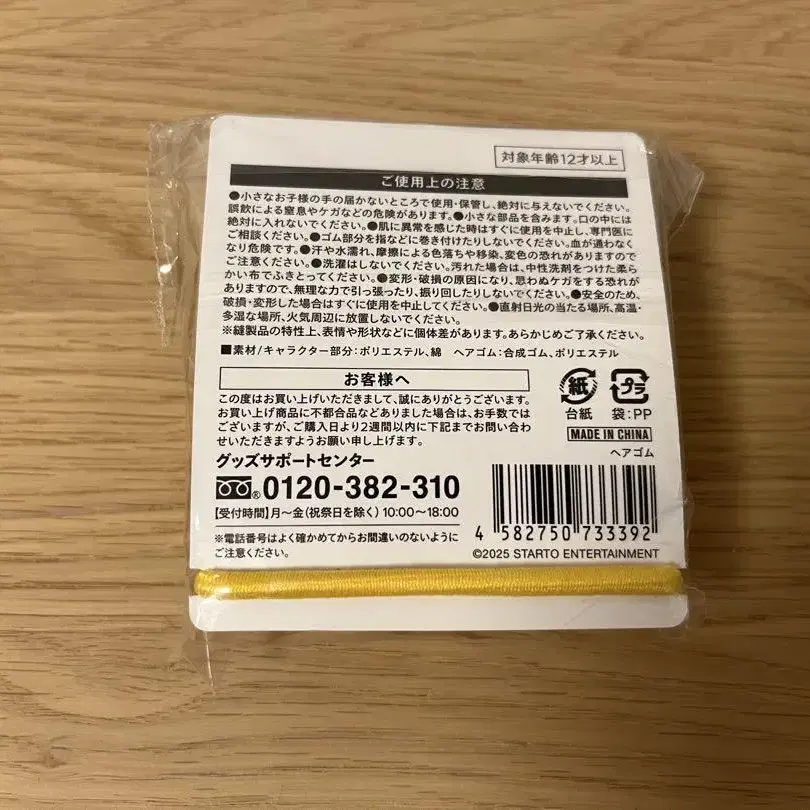 対象年齢12才以上
ご使用上の注意
●小さなお子様の手の届かないところで使用・保管し、絶対に与えないでください。
誤飲による窒息やケガなどの危険があります。●小さな部品を含みます。口の中には
絶対に入れないでください。●肌に異常を感じた時はすぐに使用を中止し、専門医に
ご相談ください。●ゴム部分を指などに巻き付けたりしないでください。血が通わなく
なり危険です。●汗や水濡れ、摩擦による色落ちや移染、変色の恐れがありますので
ご注意ください。●洗濯はしないでください。汚れた場合は、中性洗剤をつけた柔ら
かい布でふきとってください。●変形・破損の原因になり、思わぬケガをする恐れが
ありますので、無理な力で引っ張ったり、振り回したりしないでください。●安全のため、
破損・変形した場合はすぐに使用を中止してください。●直射日光の当たる場所、高温・
多湿な場所、火気周辺に放置しないでください。
※縫製品の特性上、表情や形状などに個体差があります。あらかじめご了承ください。
■素材/キャラクター部分:ポリエステル、綿 ヘアゴム:合成ゴム、ポリエステル
お客様へ
この度はお買い上げいただきまして、誠にありがとうございます。
お買い上げ商品に不都合品などありました場合は、お手数では
ございますが、ご購入日より2週間以内に下記までお問い合わ
せいただきますようお願い申し上げます。
グッズサポートセンター
®0120-382-310
【受付時間】月~金(祝祭日を除く)10:00~18:00
※電話番号はよく確かめてからお間違いのないように
ご注意ください。
紙 プラ
台紙 袋:PP
MADE IN CHINA
ヘアゴム
4 582750 733392
©2025 STARTO ENTERTAINMENT